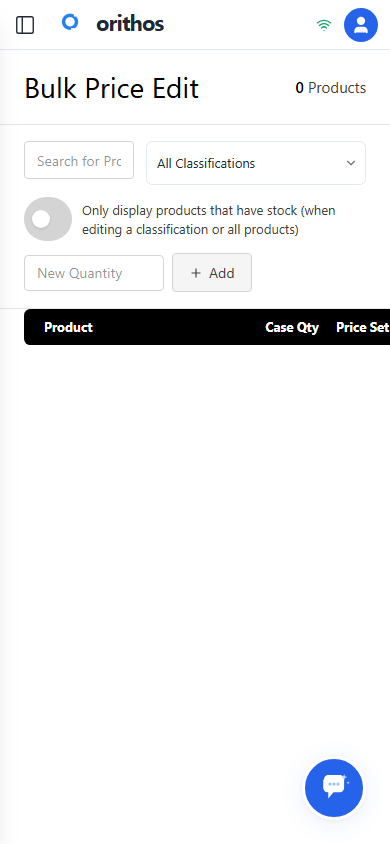 orithos
Bulk Price Edit
0 Products
Search for Prc
All Classifications
Only display products that have stock (when
editing a classification or all products)
New Quantity
+ Add
Product Case Qty Price Set